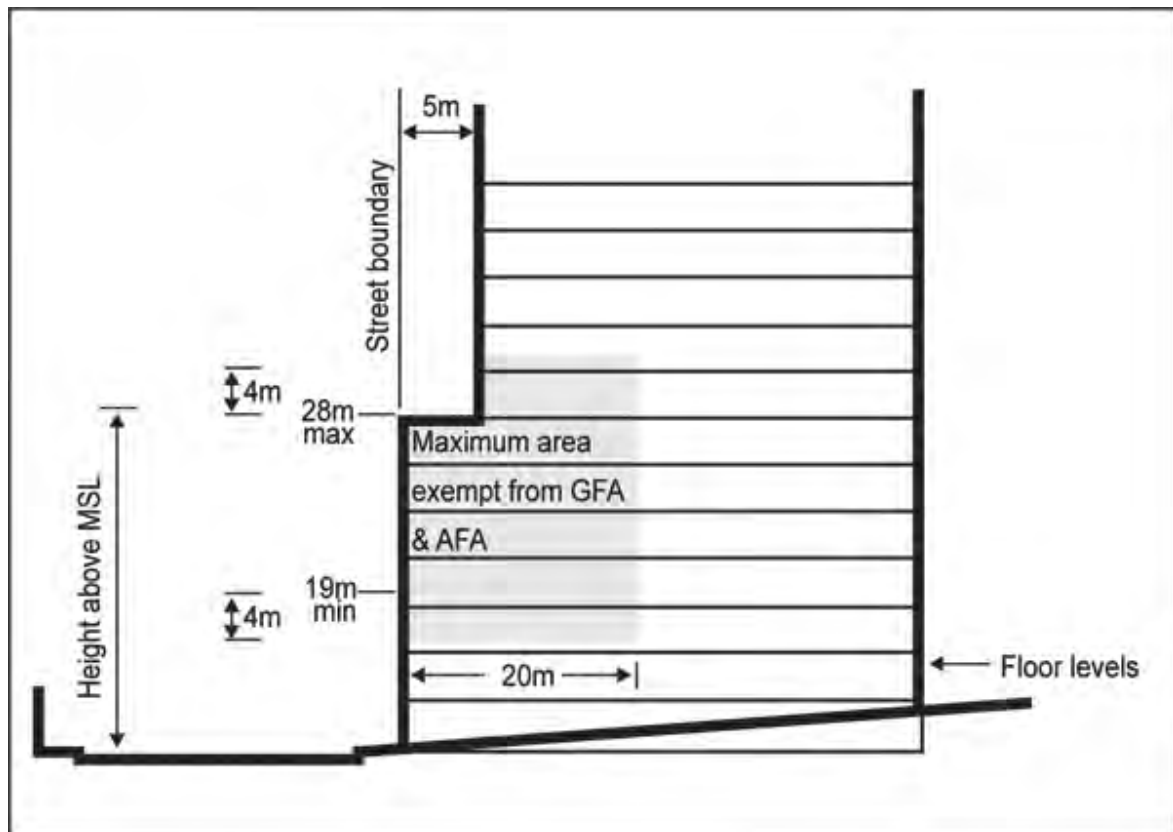 5m
Street boundary
4m
28m
max
Maximum area
exempt from GFA
& AFA
Height above MSL
19m
min
4m
20m
Floor levels